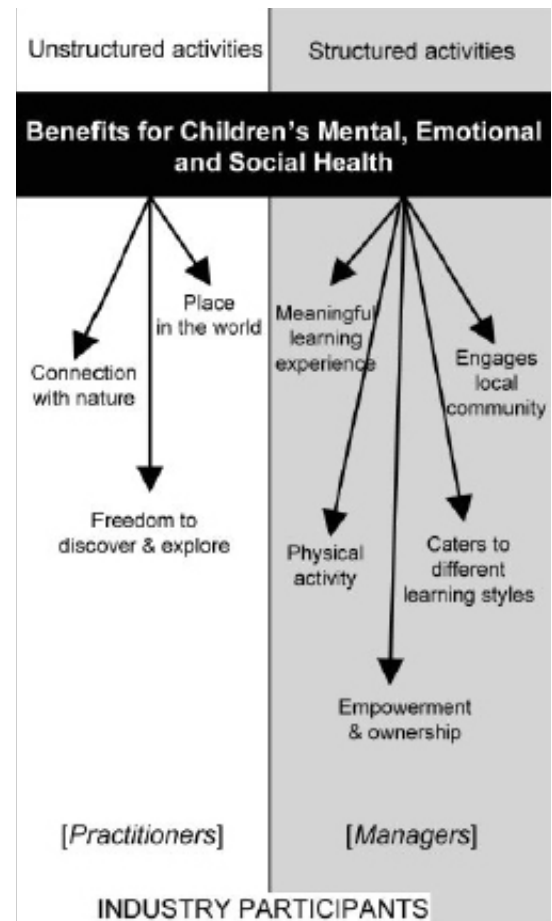 Unstructured activities
Structured activities
Benefits for Children's Mental, Emotional
and Social Health
Place
in the world
Connection
with nature
Freedom to
discover & explore
Meaningful
learning
experience
Engages
local
community
Physical
activity
Caters to
different
learning styles
Empowerment
& ownership
[Practitioners]
[Managers]
INDUSTRY PARTICIPANTS